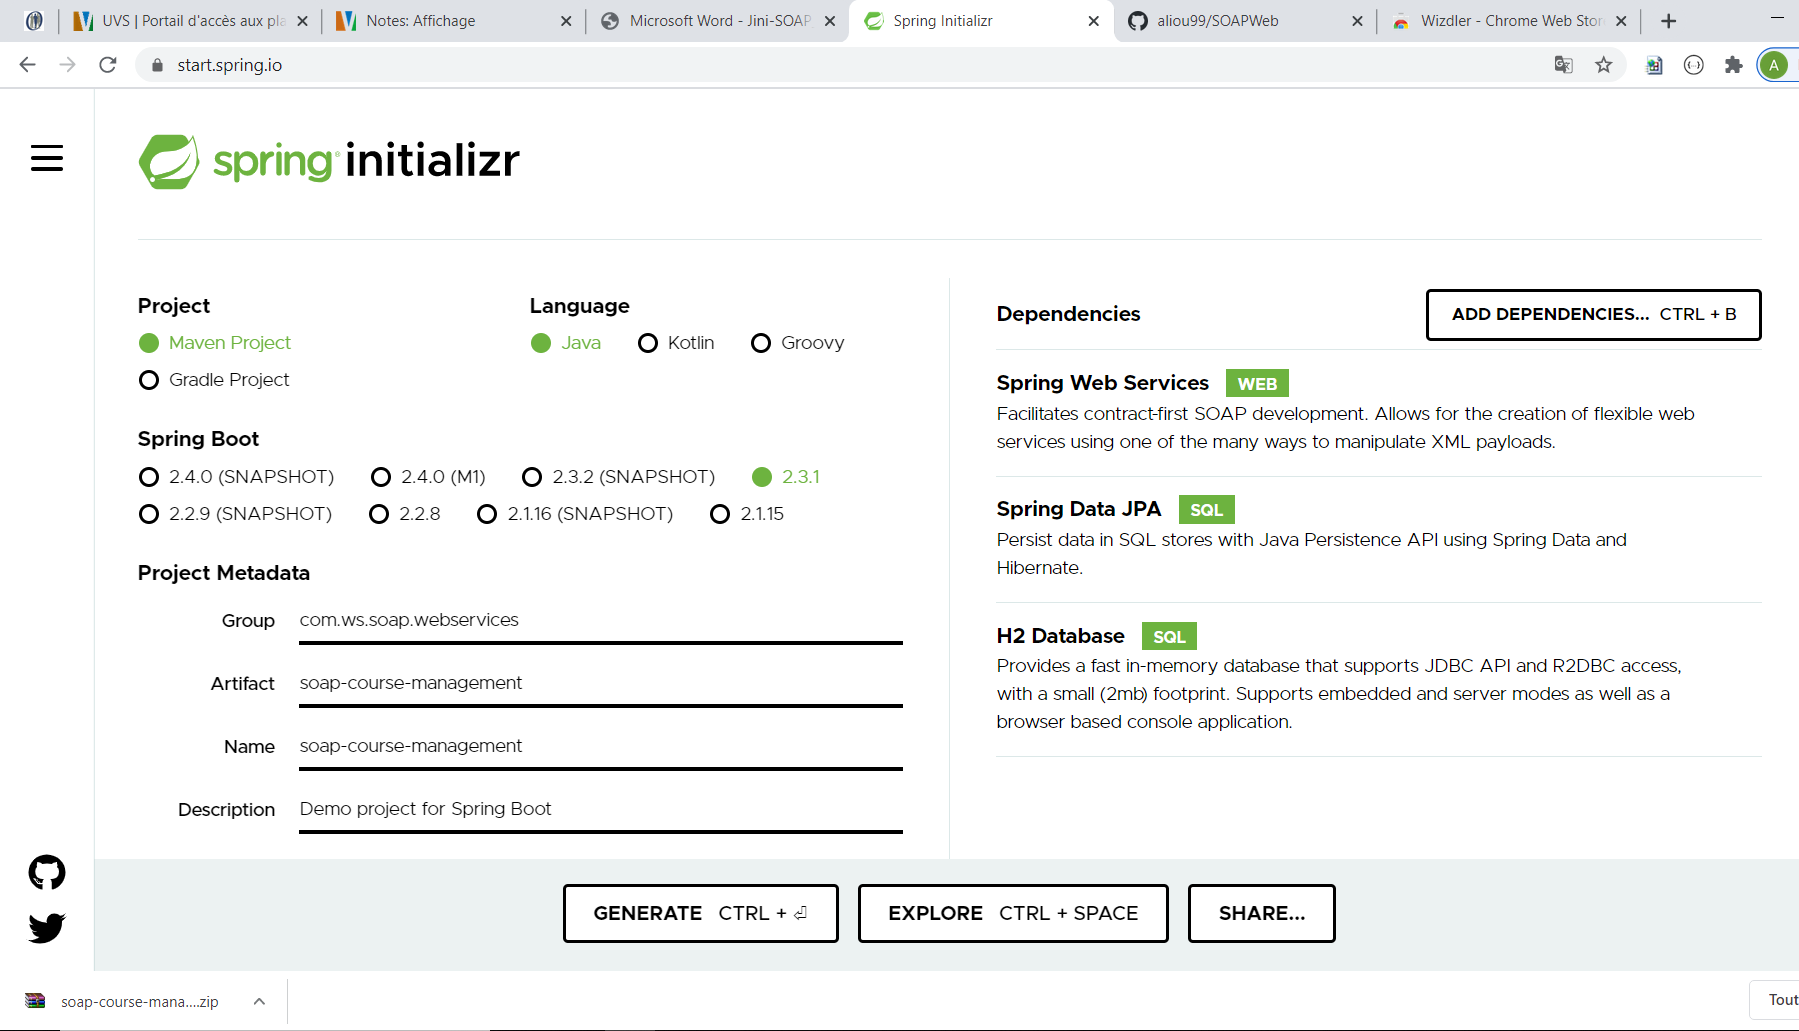 UVS | Portail d'accès aux pla
Notes: Affichage
Microsoft Word - Jini-SOAP
Spring Initializr
aliou99/SOAPWeb
Wizdler - Chrome Web Stor
start.spring.io
A
spring initializr
Project
Maven Project
Gradle Project
Language
Java Kotlin Groovy
Spring Boot
2.4.0 (SNAPSHOT) 2.4.0 (M1) 2.3.2 (SNAPSHOT) 2.3.1
2.2.9 (SNAPSHOT) 2.2.8 2.1.16 (SNAPSHOT) 2.1.15
Project Metadata
Group com.ws.soap.webservices
Artifact soap-course-management
Name soap-course-management
Description Demo project for Spring Boot
Dependencies
ADD DEPENDENCIES... CTRL + B
Spring Web Services WEB
Facilitates contract-first SOAP development. Allows for the creation of flexible web
services using one of the many ways to manipulate XML payloads.
Spring Data JPA SQL
Persist data in SQL stores with Java Persistence API using Spring Data and
Hibernate.
H2 Database SQL
Provides a fast in-memory database that supports JDBC API and R2DBC access,
with a small (2mb) footprint. Supports embedded and server modes as well as a
browser based console application.
GENERATE CTRL + ⏎
EXPLORE CTRL + SPACE
SHARE...
soap-course-mana....zip
Tout